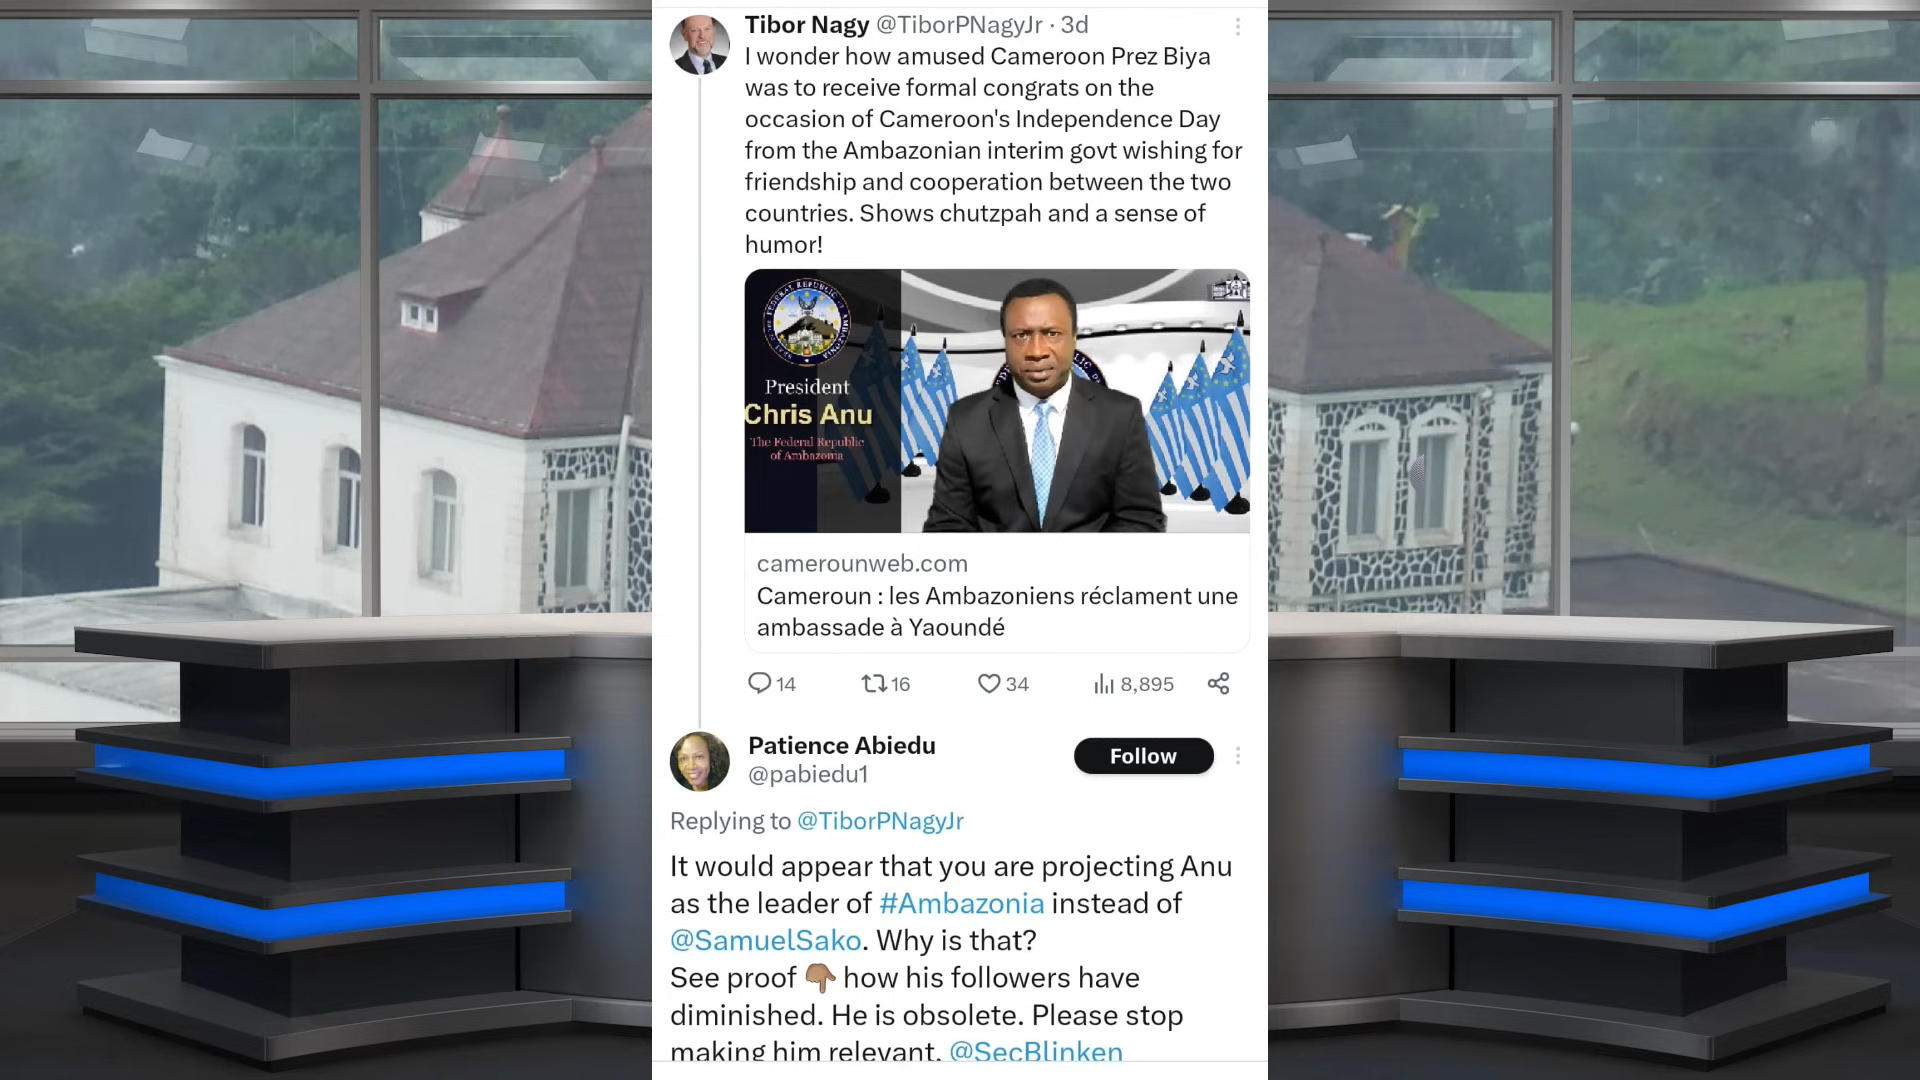 Tibor Nagy @TiborPNagyJr · 3d
I wonder how amused Cameroon Prez Biya
was to receive formal congrats on the
occasion of Cameroon's Independence Day
from the Ambazonian interim govt wishing for
friendship and cooperation between the two
countries. Shows chutzpah and a sense of
humor!
FEDERAL REPUBLIC OF AMBAZONIA
President
Chris Anu
The Federal Republic
of Ambazonia
camerounweb.com
Cameroun : les Ambazoniens réclament une
ambassade à Yaoundé
14 16 34 8,895
Patience Abiedu
@pabiedu1
Follow
Replying to @TiborPNagyJr
It would appear that you are projecting Anu
as the leader of #Ambazonia instead of
@SamuelSako. Why is that?
See proof 👇🏽 how his followers have
diminished. He is obsolete. Please stop
making him relevant. @SecBlinken